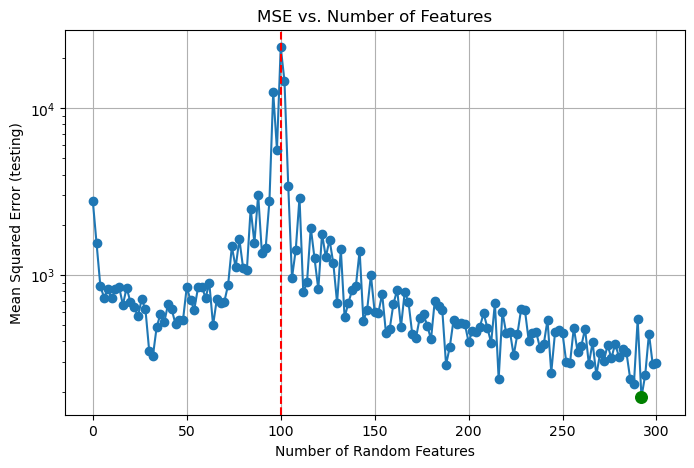 MSE vs. Number of Features
Mean Squared Error (testing)
10^4
10^3
0 50 100 150 200 250 300
Number of Random Features